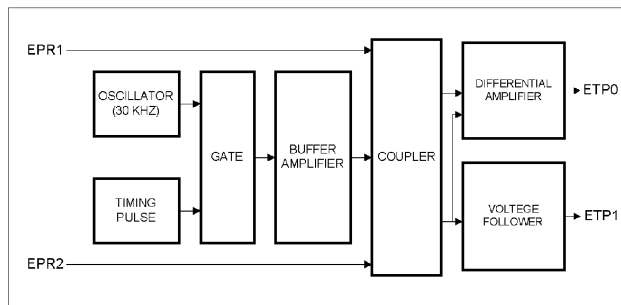 EPR1
OSCILLATOR
(30 KHZ)
TIMING
PULSE
GATE
BUFFER
AMPLIFIER
COUPLER
DIFFERENTIAL
AMPLIFIER
ETP0
VOLTEGE
FOLLOWER
ETP1
EPR2